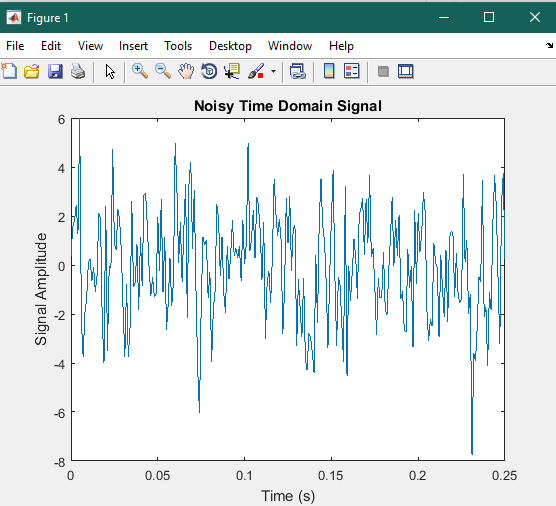 Figure 1
File Edit View Insert Tools Desktop Window Help
Noisy Time Domain Signal
6
4
2
0
-2
-4
-6
-8
Signal Amplitude
0 0.05 0.1 0.15 0.2 0.25
Time (s)